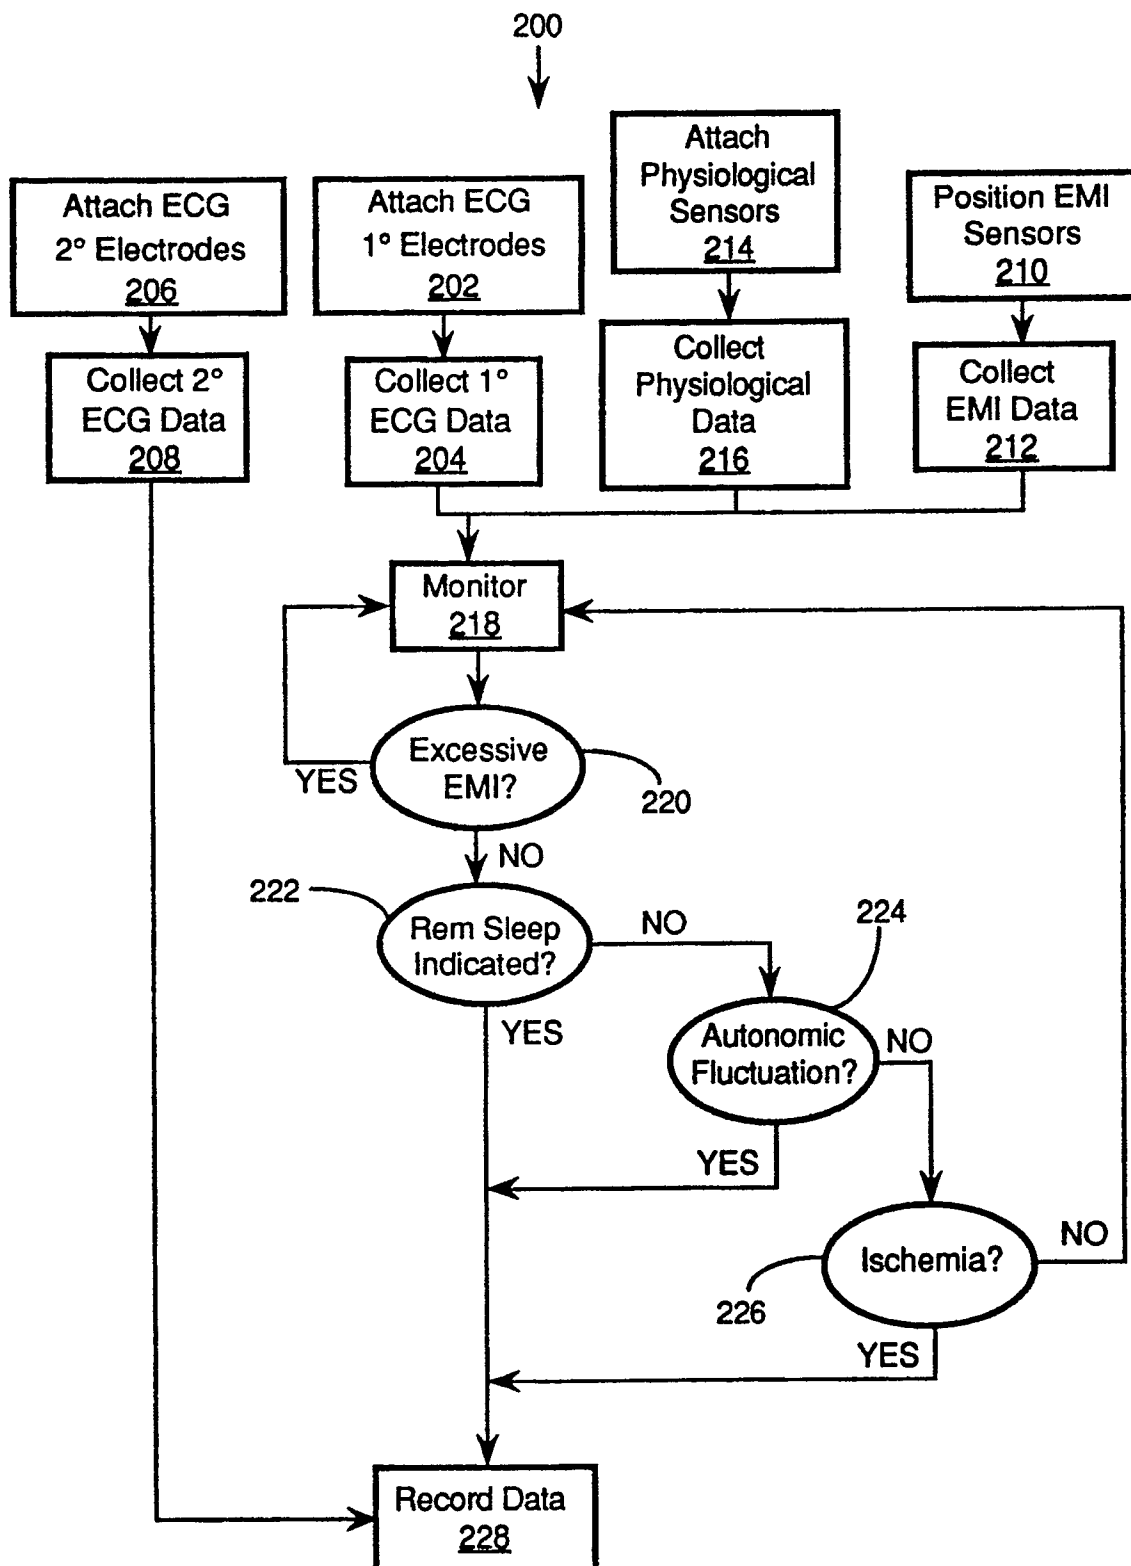 200
Attach ECG
2° Electrodes
206
Attach ECG
1° Electrodes
202
Attach
Physiological
Sensors
214
Position EMI
Sensors
210
Collect 2°
ECG Data
208
Collect 1°
ECG Data
204
Collect
Physiological
Data
216
Collect
EMI Data
212
Monitor
218
Excessive
EMI?
YES
220
NO
222
Rem Sleep
Indicated?
NO
224
YES
Autonomic
Fluctuation?
NO
YES
Ischemia?
NO
226
YES
Record Data
228